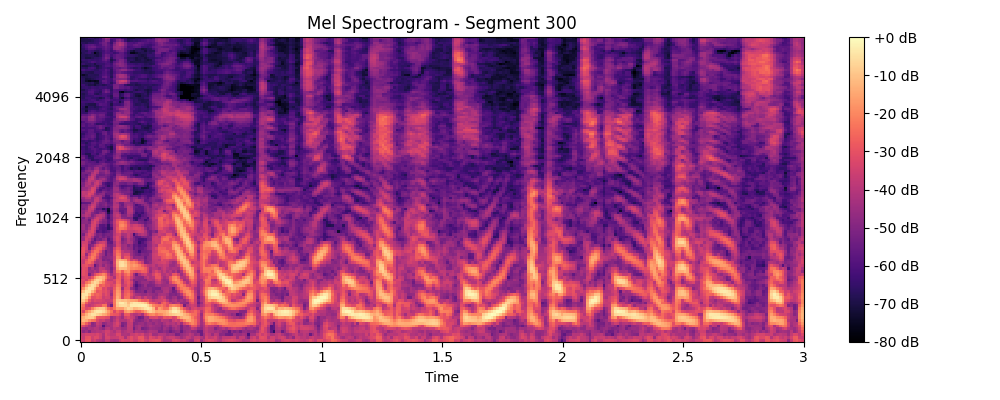 Mel Spectrogram - Segment 300
+0 dB
-10 dB
-20 dB
-30 dB
-40 dB
-50 dB
-60 dB
-70 dB
-80 dB
Frequency
4096
2048
1024
512
0
0 0.5 1 1.5 2 2.5 3
Time